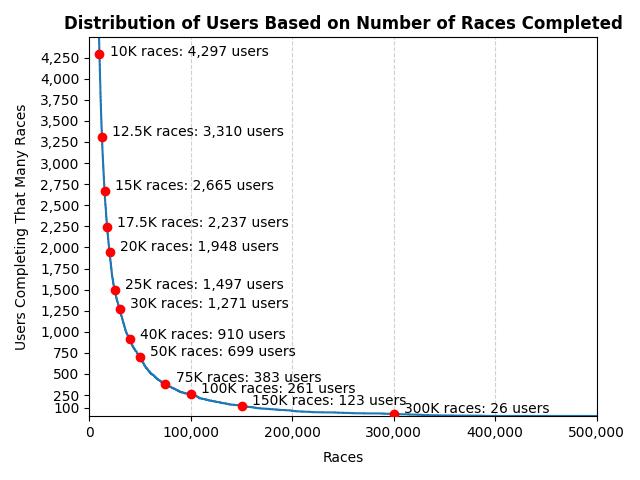 Distribution of Users Based on Number of Races Completed
Users Completing That Many Races
4,250
4,000
3,750
3,500
3,250
3,000
2,750
2,500
2,250
2,000
1,750
1,500
1,250
1,000
750
500
250
100
10K races: 4,297 users
12.5K races: 3,310 users
15K races: 2,665 users
17.5K races: 2,237 users
20K races: 1,948 users
25K races: 1,497 users
30K races: 1,271 users
40K races: 910 users
50K races: 699 users
75K races: 383 users
100K races: 261 users
150K races: 123 users
300K races: 26 users
0
100,000
200,000
300,000
400,000
500,000
Races